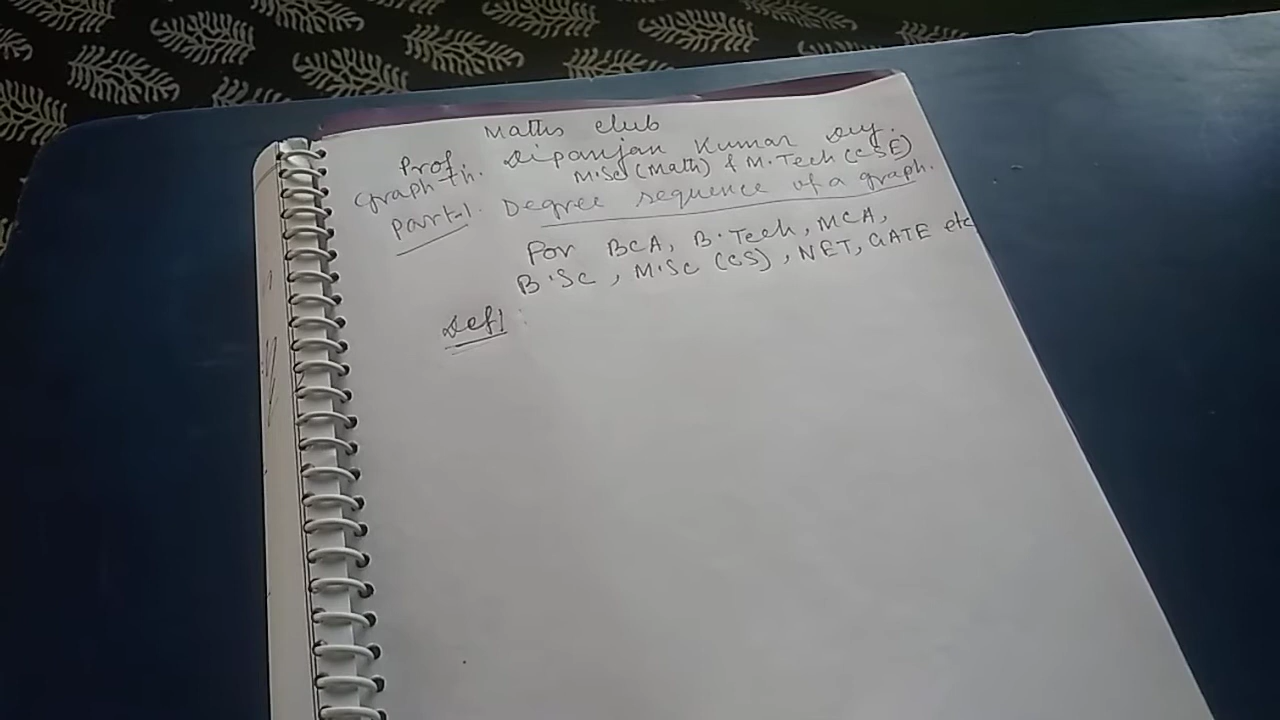 Maths club
Prof. Dipanjan Kumar Dey.
M.Sc (Math) & M.Tech (CSE)
Graph th. Degree sequence of a graph.
Part-1.
For BCA, B.Tech, MCA,
B.Sc, M.Sc (CS), NET, GATE etc
Def :